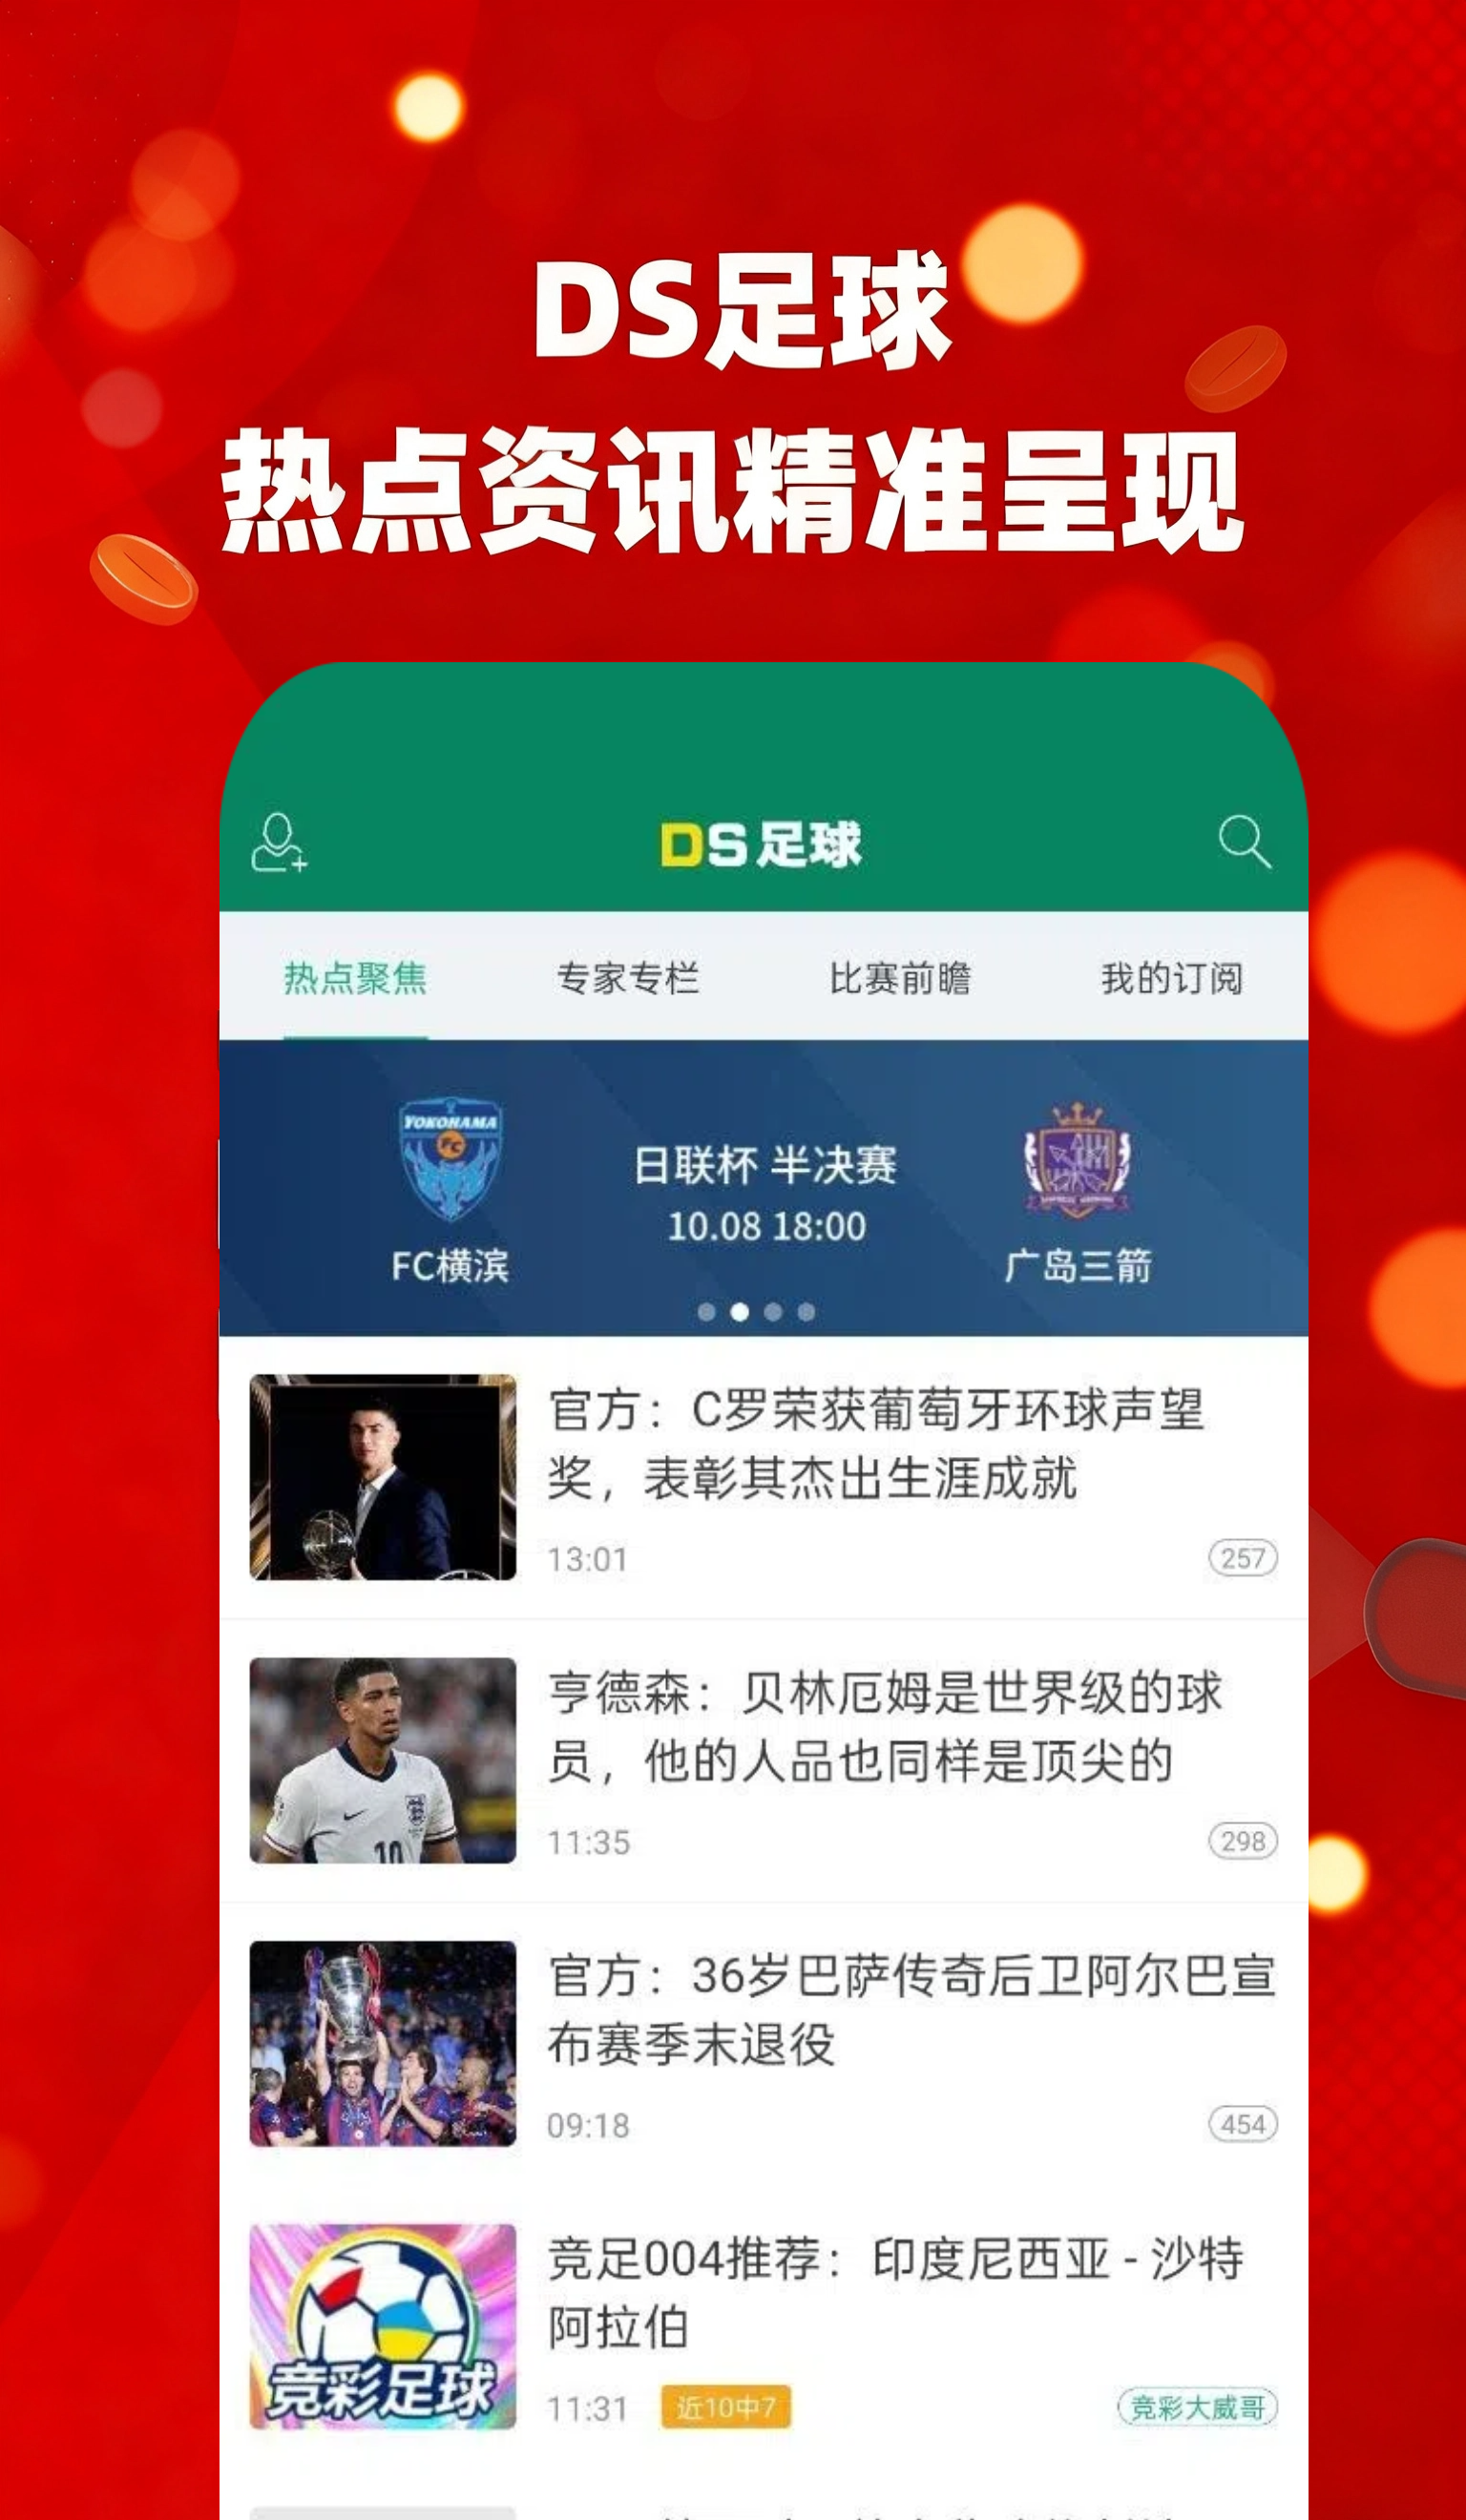 DS足球
热点资讯精准呈现
DS足球
热点聚焦 专家专栏 比赛前瞻 我的订阅
YOKOHAMA
FC
日联杯 半决赛
10.08 18:00
FC横滨
广岛三箭
官方：C罗荣获葡萄牙环球声望
奖，表彰其杰出生涯成就
13:01
257
10
亨德森：贝林厄姆是世界级的球
员，他的人品也同样是顶尖的
11:35
298
官方：36岁巴萨传奇后卫阿尔巴宣
布赛季末退役
09:18
454
竞彩足球
竞足004推荐：印度尼西亚 - 沙特
阿拉伯
11:31
近10中7
竞彩大威哥